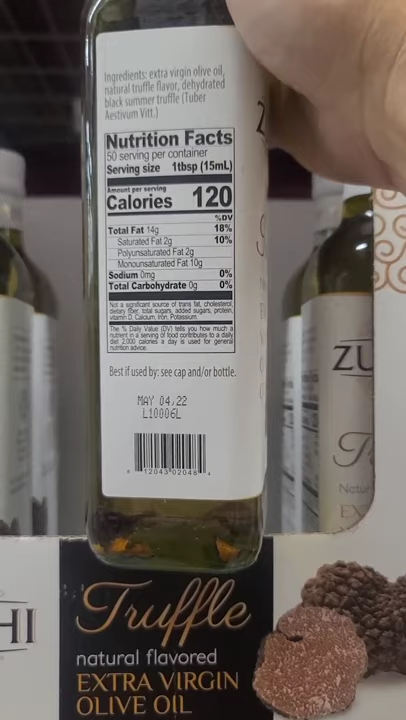 Ingredients: extra virgin olive oil,
natural truffle flavor, dehydrated
black summer truffle (Tuber
Aestivum Vitt.)
Nutrition Facts
50 serving per container
Serving size 1tbsp (15mL)
Amount per serving
Calories 120
%DV
Total Fat 14g 18%
Saturated Fat 2g 10%
Polyunsaturated Fat 2g
Monounsaturated Fat 10g
Sodium 0mg 0%
Total Carbohydrate 0g 0%
Not a significant source of trans fat, cholesterol,
dietary fiber, total sugars, added sugars, protein,
vitamin D, Calcium, Iron, Potassium.
The % Daily Value (DV) tells you how much a
nutrient in a serving of food contributes to a daily
diet 2,000 calories a day is used for general
nutrition advice.
Best if used by: see cap and/or bottle.
MAY 04/22
L10006L
8 12043 02048 4
ZU
Natur
EX
HI
Truffle
natural flavored
EXTRA VIRGIN
OLIVE OIL